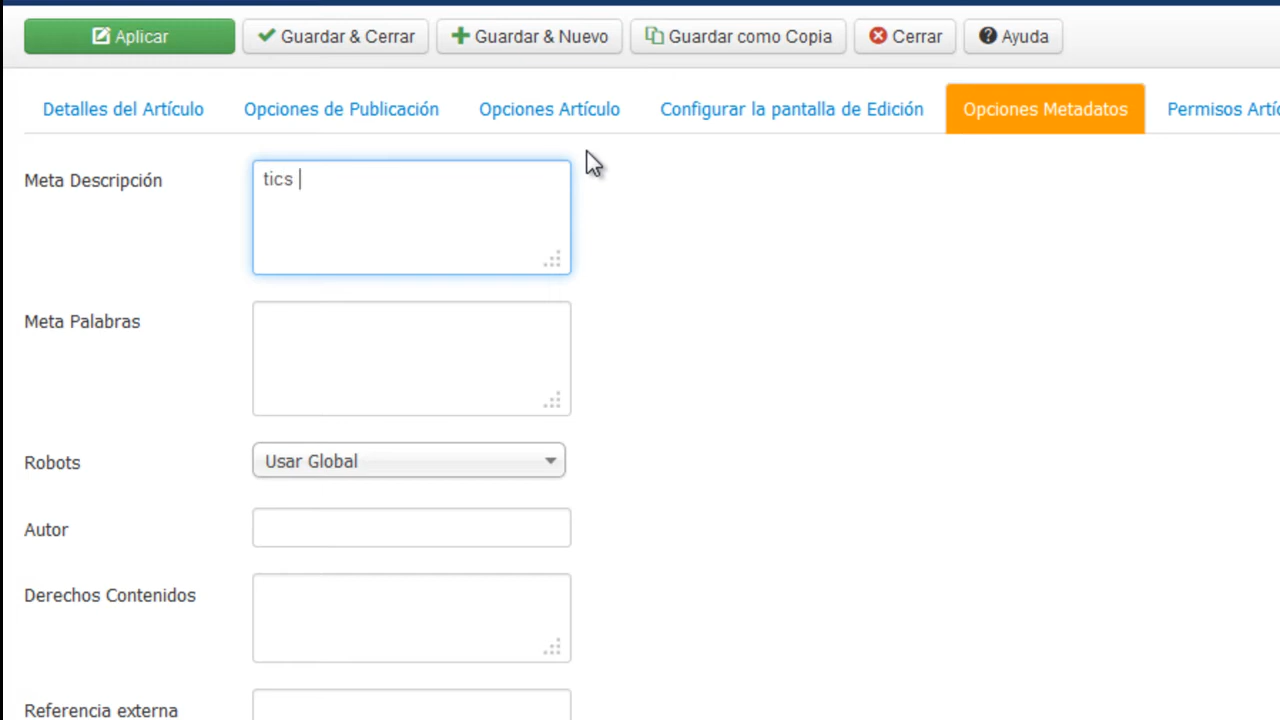 Aplicar
Guardar & Cerrar
Guardar & Nuevo
Guardar como Copia
Cerrar
Ayuda
Detalles del Artículo
Opciones de Publicación
Opciones Artículo
Configurar la pantalla de Edición
Opciones Metadatos
Permisos
Meta Descripción
tics
Meta Palabras
Robots
Usar Global
Autor
Derechos Contenidos
Referencia externa